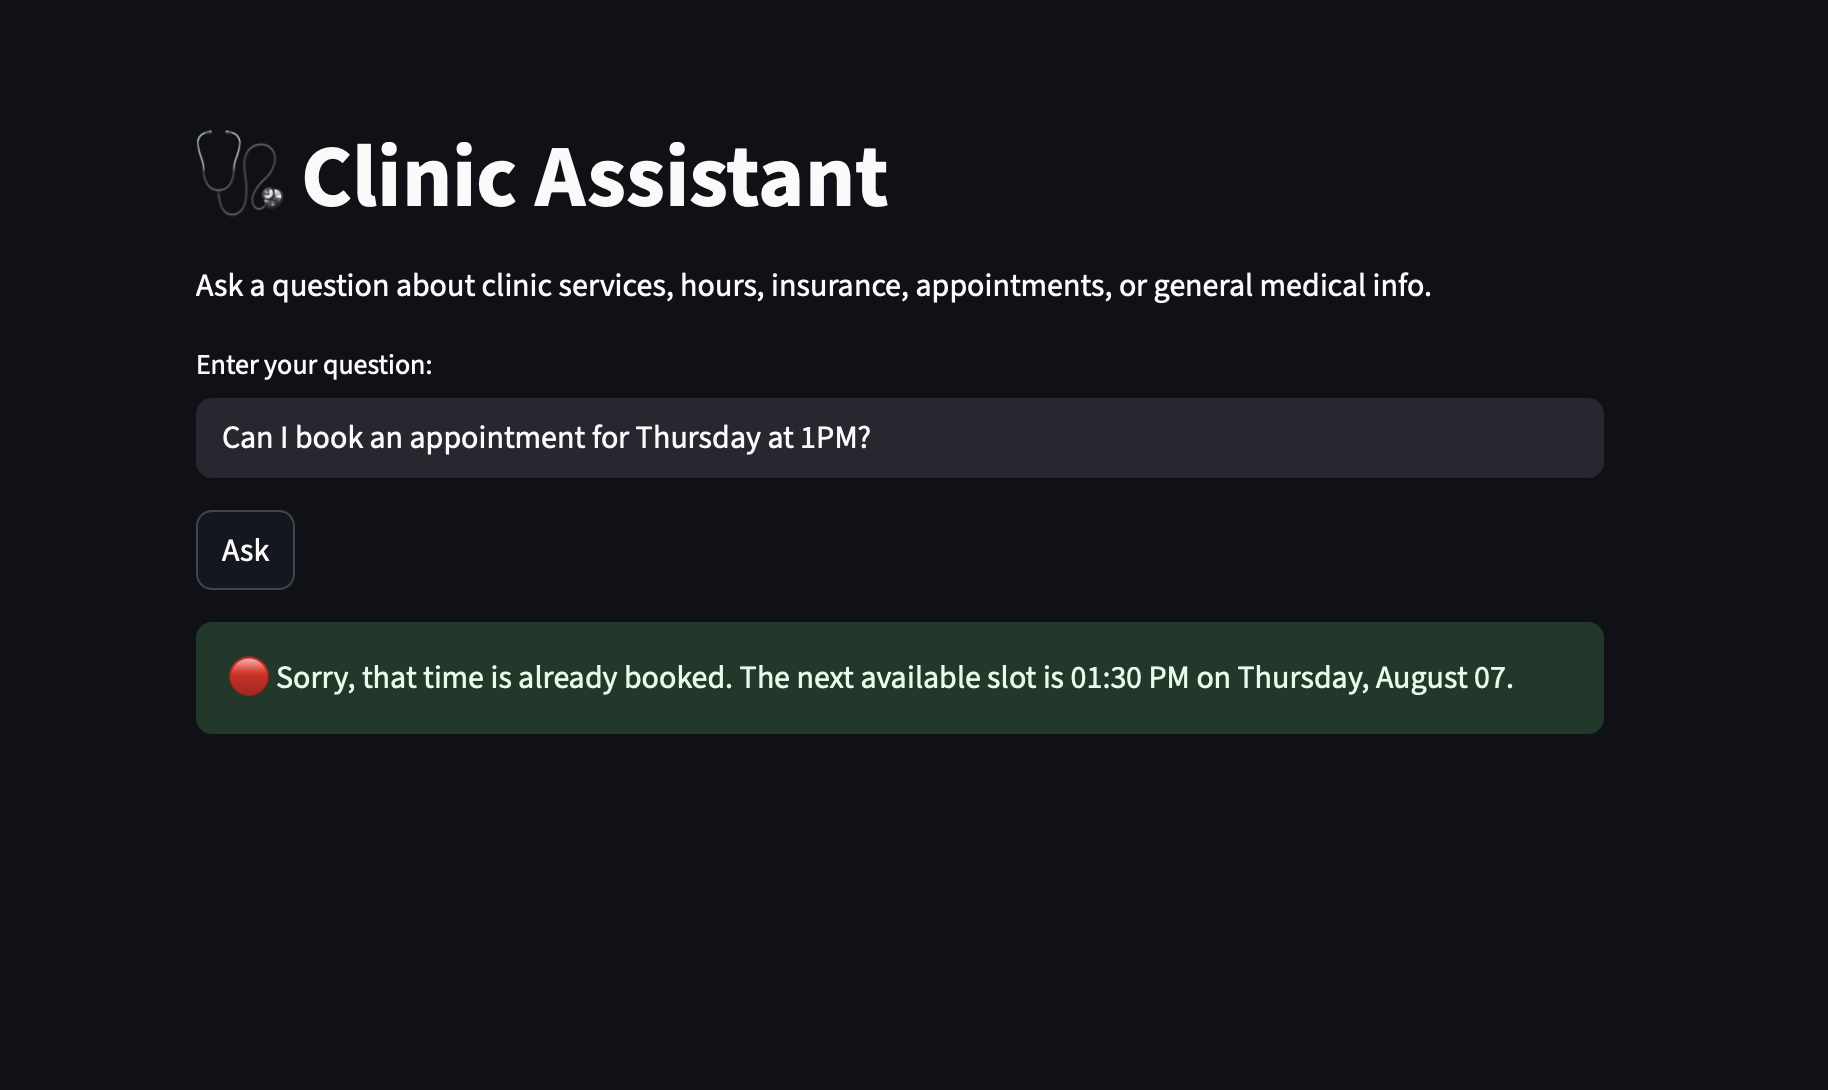 🩺 Clinic Assistant
Ask a question about clinic services, hours, insurance, appointments, or general medical info.
Enter your question:
Can I book an appointment for Thursday at 1PM?
Ask
🔴 Sorry, that time is already booked. The next available slot is 01:30 PM on Thursday, August 07.